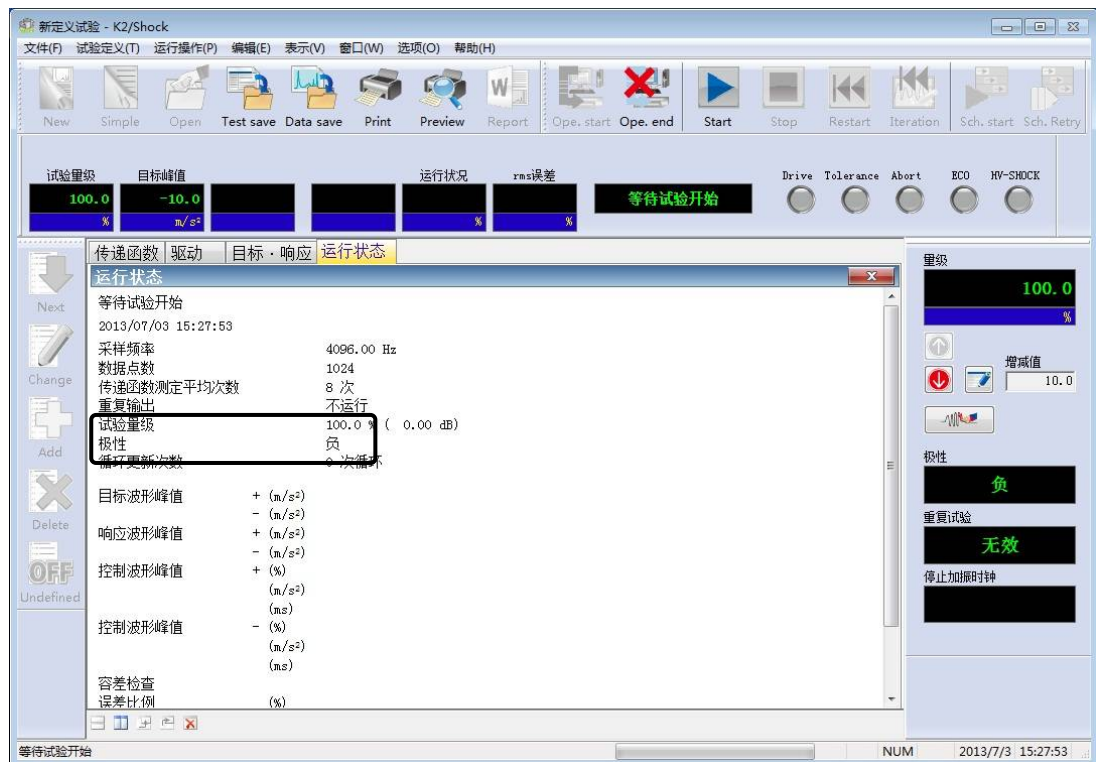 新定义试验 - K2/Shock
文件(F) 试验定义(T) 运行操作(P) 编辑(E) 表示(V) 窗口(W) 选项(O) 帮助(H)
New Simple Open Test save Data save Print Preview Report Ope. start Ope. end Start Stop Restart Iteration Sch. start Sch. Retry
试验量级 目标峰值 运行状况 rms误差 Drive Tolerance Abort ECO HV-SHOCK
100.0 -10.0 等待试验开始
% m/s² % %
传递函数 驱动 目标・响应 运行状态
运行状态
等待试验开始
2013/07/03 15:27:53
采样频率 4096.00 Hz
数据点数 1024
传递函数测定平均次数 8 次
重复输出 不运行
试验量级 100.0 % ( 0.00 dB)
极性 负
循环更新次数 0 次循环
目标波形峰值 + (m/s²)
- (m/s²)
响应波形峰值 + (m/s²)
- (m/s²)
控制波形峰值 + (%)
(m/s²)
(ms)
控制波形峰值 - (%)
(m/s²)
(ms)
容差检查
误差比例 (%)
Next
Change
Add
Delete
OFF
Undefined
量级
100.0
%
增减值
10.0
极性
负
重复试验
无效
停止加振时钟
等待试验开始 NUM 2013/7/3 15:27:53